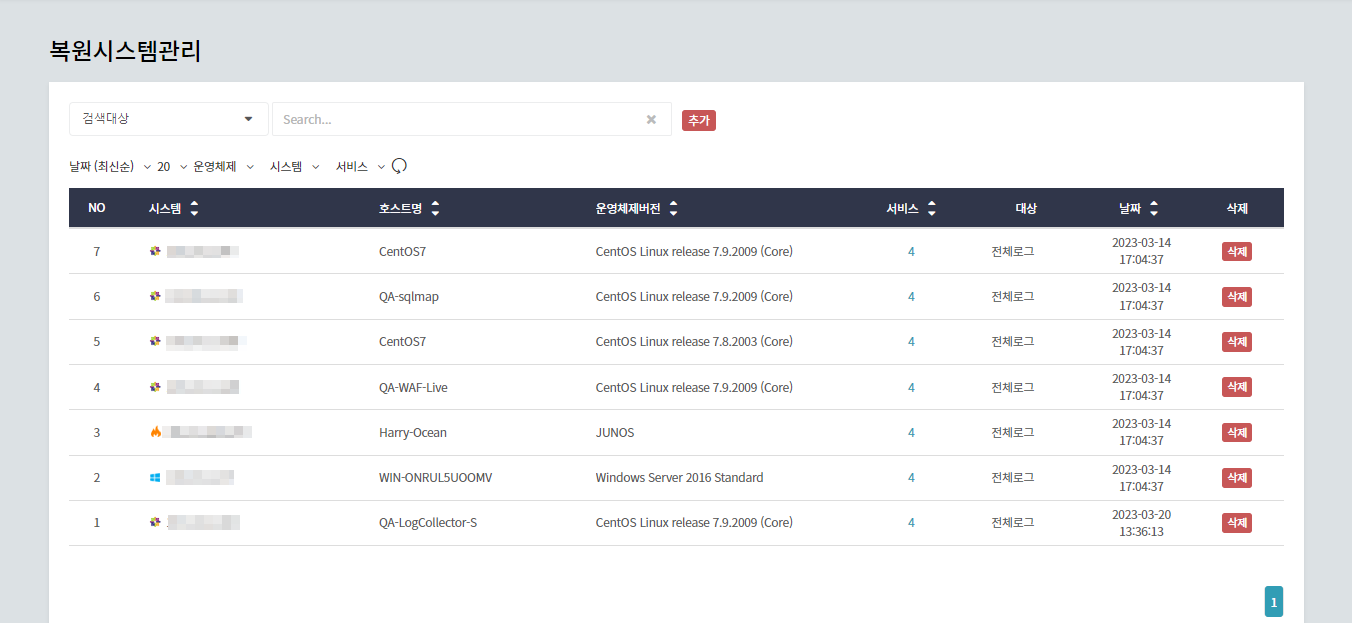 복원시스템관리
검색대상 Search... 추가
날짜 (최신순) 20 운영체제 시스템 서비스
NO 시스템 호스트명 운영체제버전 서비스 대상 날짜 삭제
7 CentOS7 CentOS Linux release 7.9.2009 (Core) 4 전체로그 2023-03-14 17:04:37 삭제
6 QA-sqlmap CentOS Linux release 7.9.2009 (Core) 4 전체로그 2023-03-14 17:04:37 삭제
5 CentOS7 CentOS Linux release 7.8.2003 (Core) 4 전체로그 2023-03-14 17:04:37 삭제
4 QA-WAF-Live CentOS Linux release 7.9.2009 (Core) 4 전체로그 2023-03-14 17:04:37 삭제
3 Harry-Ocean JUNOS 4 전체로그 2023-03-14 17:04:37 삭제
2 WIN-ONRUL5UOOMV Windows Server 2016 Standard 4 전체로그 2023-03-14 17:04:37 삭제
1 QA-LogCollector-S CentOS Linux release 7.9.2009 (Core) 4 전체로그 2023-03-20 13:36:13 삭제
1